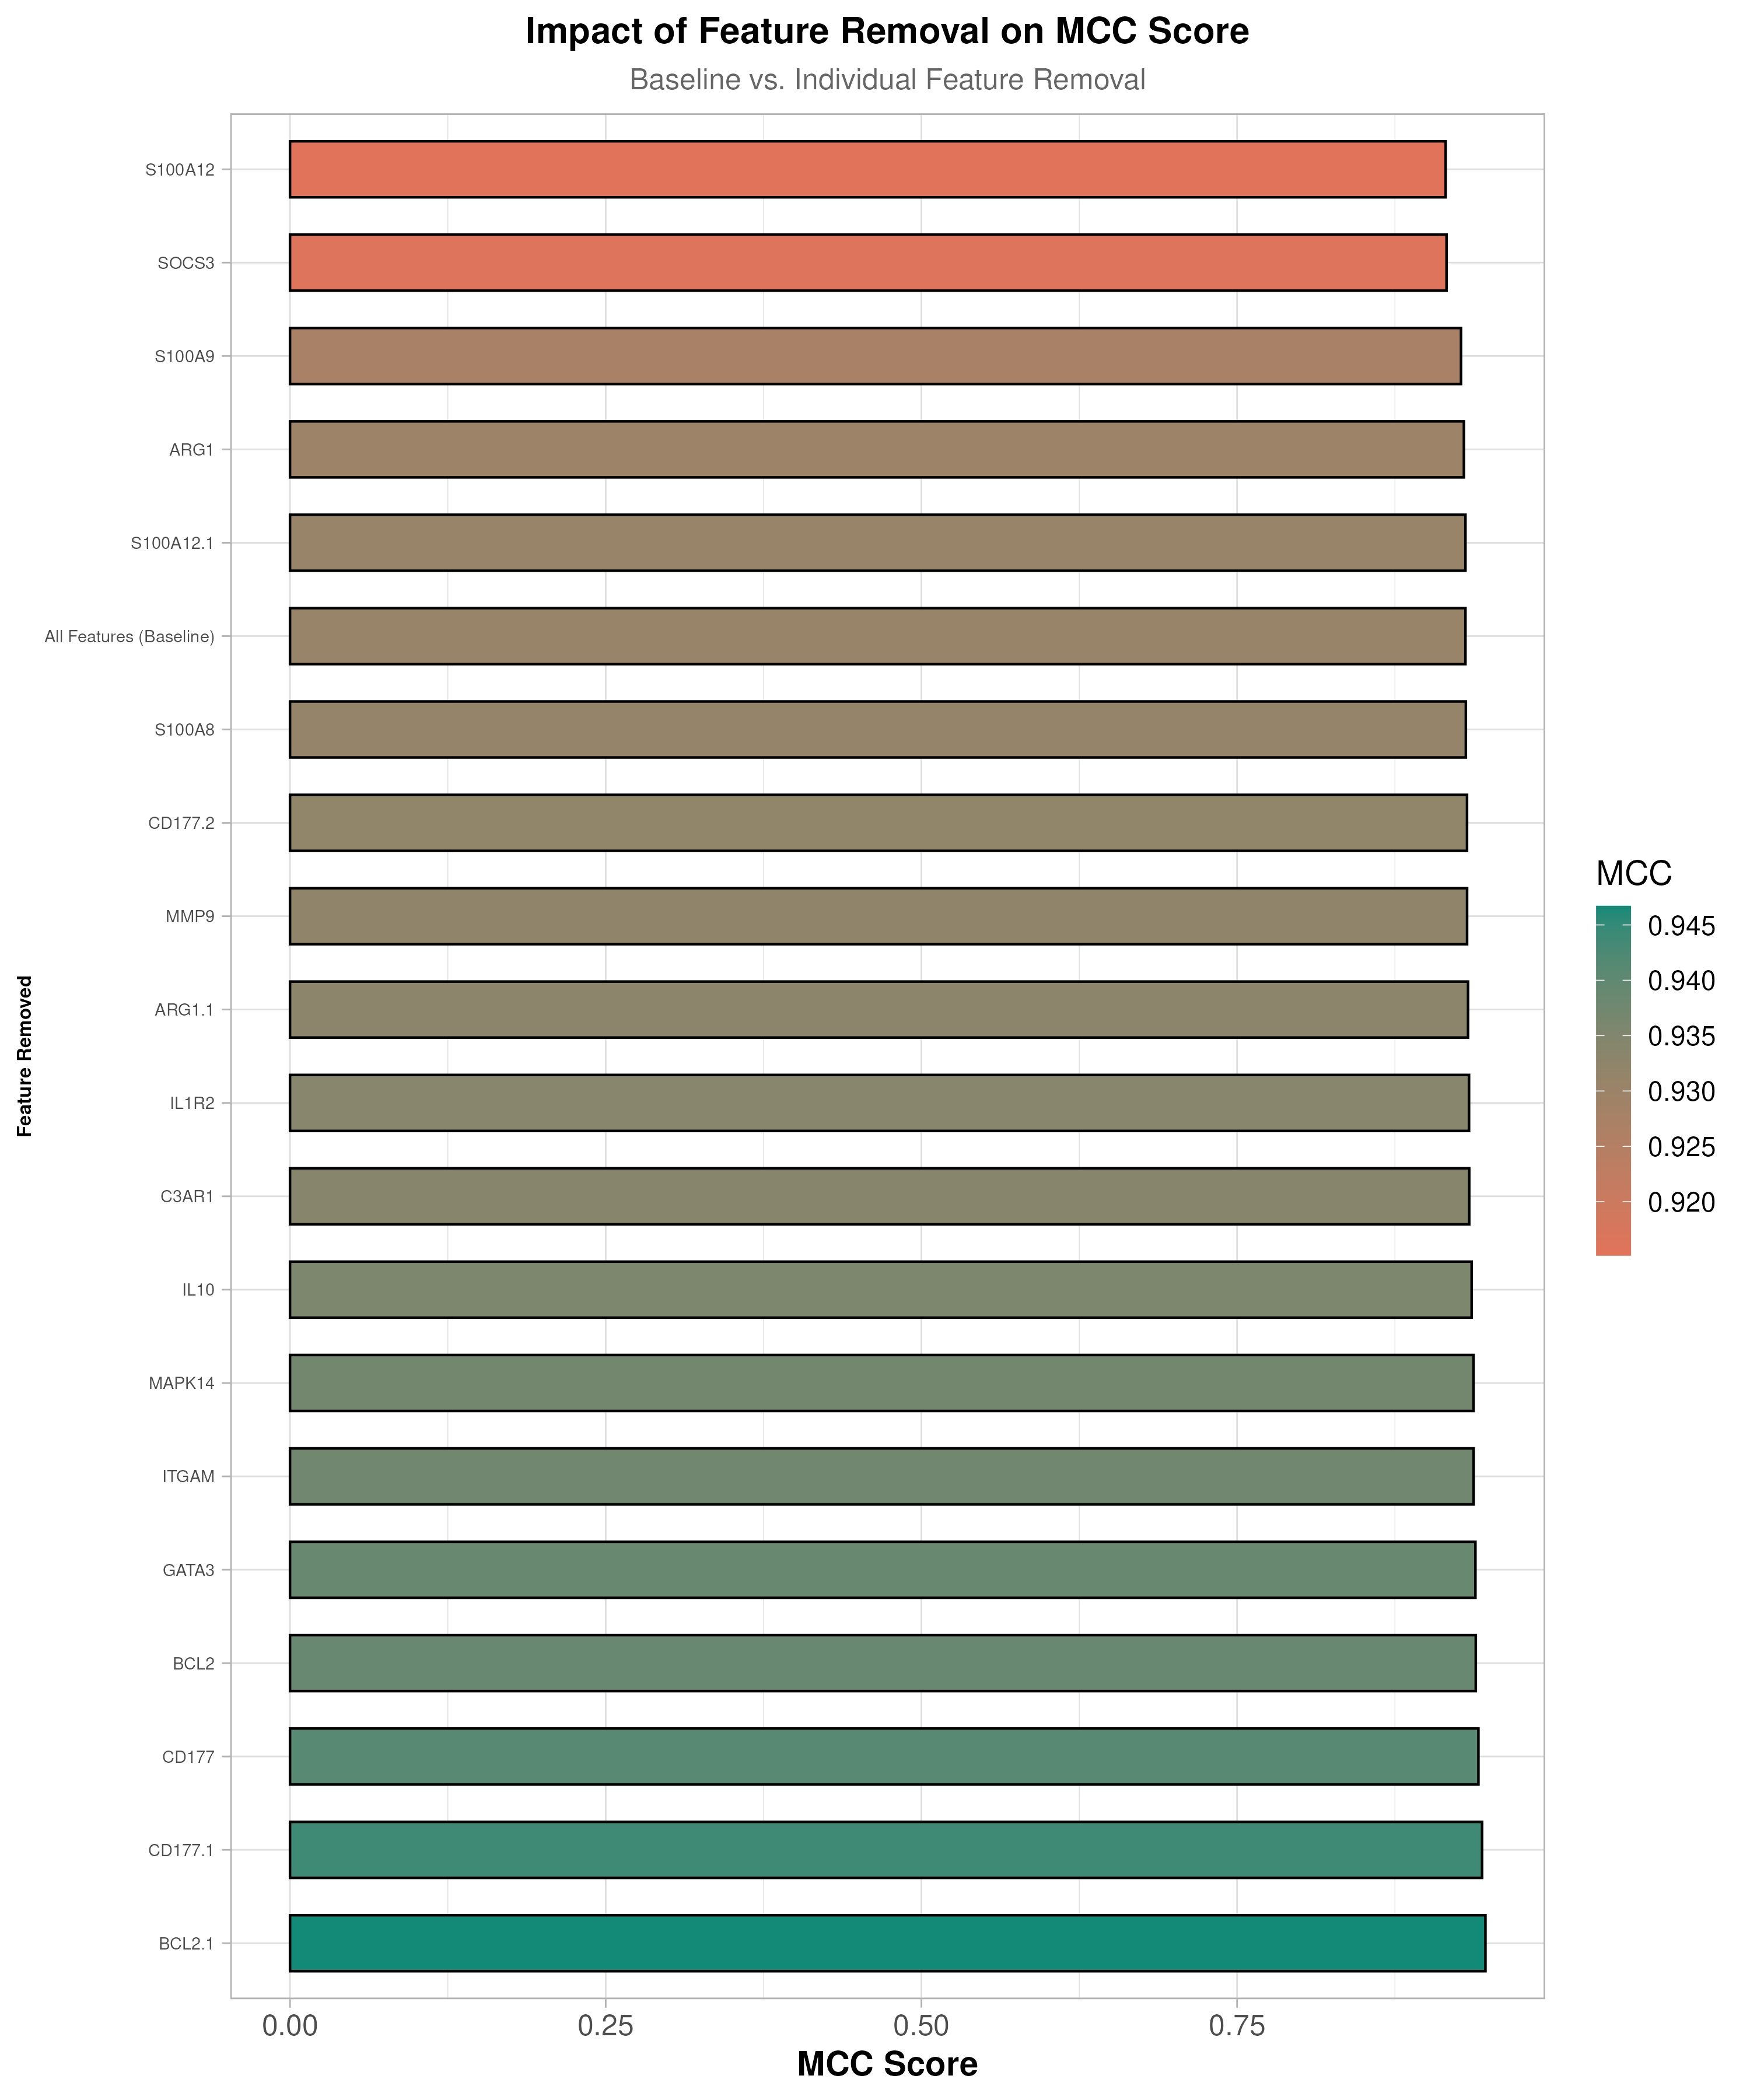 Impact of Feature Removal on MCC Score
Baseline vs. Individual Feature Removal
S100A12
SOCS3
S100A9
ARG1
S100A12.1
All Features (Baseline)
S100A8
CD177.2
MMP9
ARG1.1
IL1R2
C3AR1
IL10
MAPK14
ITGAM
GATA3
BCL2
CD177
CD177.1
BCL2.1
Feature Removed
0.00
0.25
0.50
0.75
MCC Score
MCC
0.945
0.940
0.935
0.930
0.925
0.920